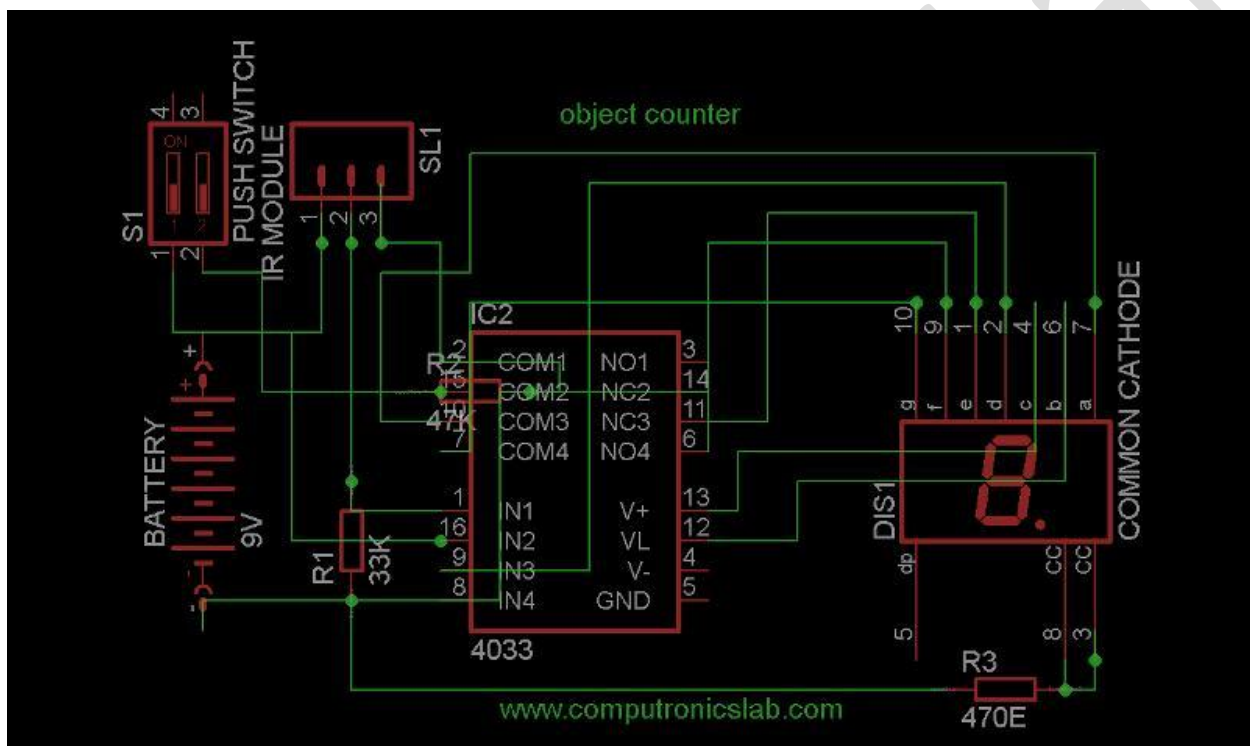 object counter
4 3
ON
1 2
S1
PUSH SWITCH
1 2
IR MODULE
SL1
1 2 3
IC2
R2
47K
2 COM1 NO1 3
15 COM2 NC2 14
10 COM3 NC3 11
7 COM4 NO4 6
1 IN1 V+ 13
16 IN2 VL 12
9 IN3 V- 4
8 IN4 GND 5
4033
+
+
BATTERY
9V
-
-
R1
33K
10 9 1 2 4 6 7
g f e d c b a
DIS1
COMMON CATHODE
dp CC CC
5 8 3
R3
470E
www.computronicslab.com